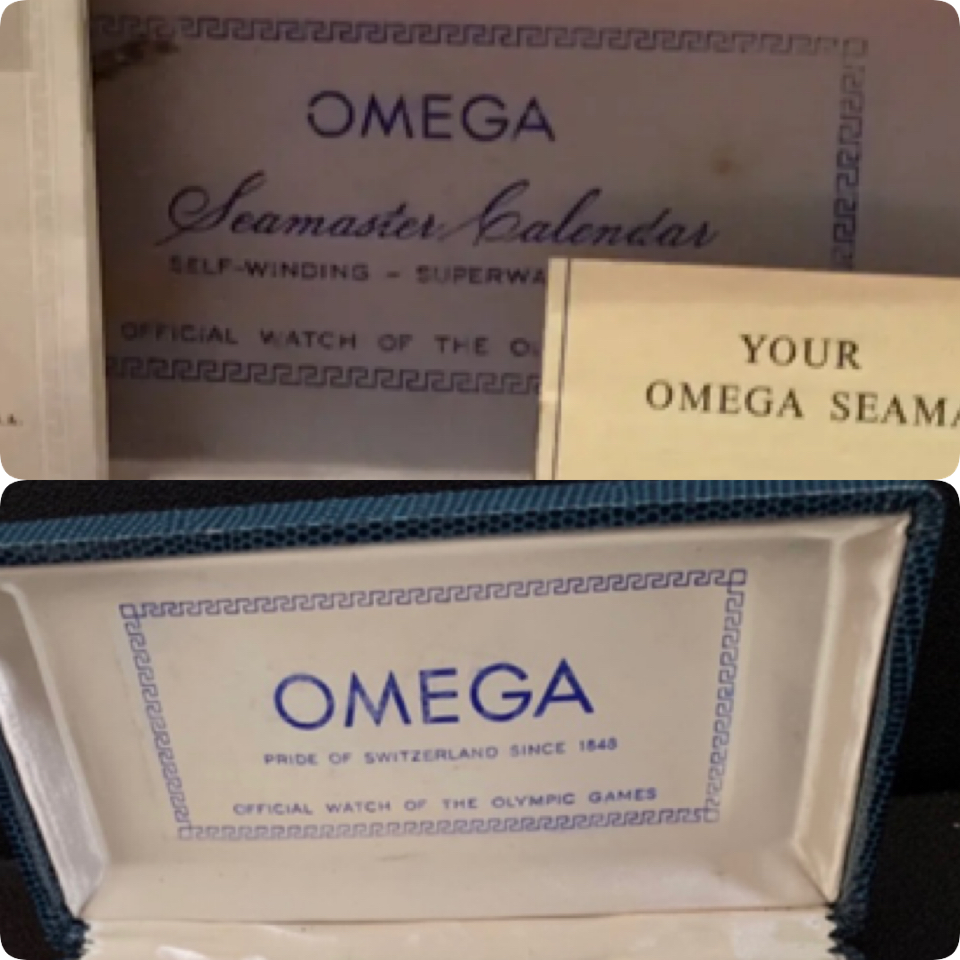 OMEGA
Seamaster Calendar
SELF-WINDING - SUPERWA
OFFICIAL WATCH OF THE O
YOUR
OMEGA SEAMA
OMEGA
PRIDE OF SWITZERLAND SINCE 1848
OFFICIAL WATCH OF THE OLYMPIC GAMES